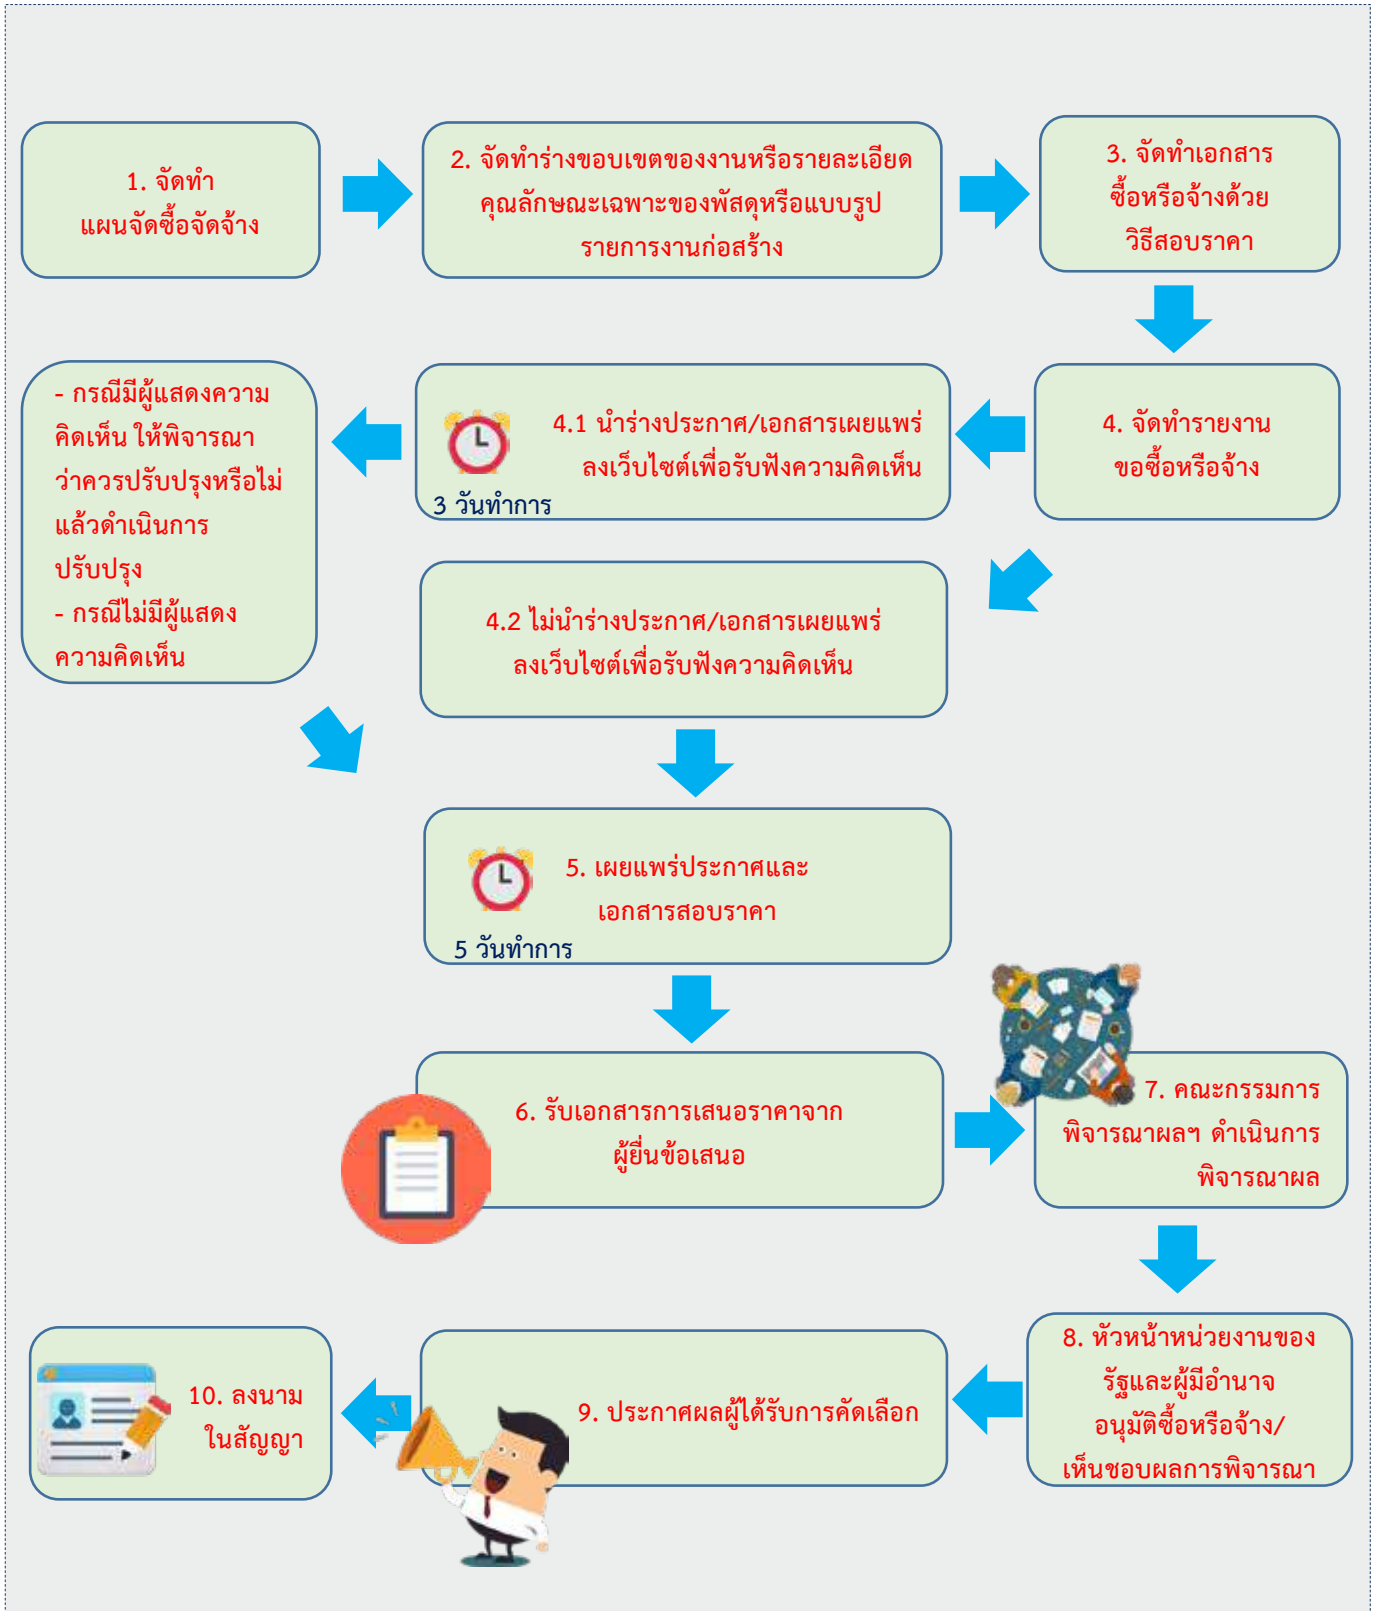 1. จัดทำ
แผนจัดซื้อจัดจ้าง
2. จัดทำร่างขอบเขตของงานหรือรายละเอียด
คุณลักษณะเฉพาะของพัสดุหรือแบบรูป
รายการงานก่อสร้าง
3. จัดทำเอกสาร
ซื้อหรือจ้างด้วย
วิธีสอบราคา
4. จัดทำรายงาน
ขอซื้อหรือจ้าง
4.1 นำร่างประกาศ/เอกสารเผยแพร่
ลงเว็บไซต์เพื่อรับฟังความคิดเห็น
3 วันทำการ
- กรณีมีผู้แสดงความ
คิดเห็น ให้พิจารณา
ว่าควรปรับปรุงหรือไม่
แล้วดำเนินการ
ปรับปรุง
- กรณีไม่มีผู้แสดง
ความคิดเห็น
4.2 ไม่นำร่างประกาศ/เอกสารเผยแพร่
ลงเว็บไซต์เพื่อรับฟังความคิดเห็น
5. เผยแพร่ประกาศและ
เอกสารสอบราคา
5 วันทำการ
6. รับเอกสารการเสนอราคาจาก
ผู้ยื่นข้อเสนอ
7. คณะกรรมการ
พิจารณาผลฯ ดำเนินการ
พิจารณาผล
8. หัวหน้าหน่วยงานของ
รัฐและผู้มีอำนาจ
อนุมัติซื้อหรือจ้าง/
เห็นชอบผลการพิจารณา
9. ประกาศผลผู้ได้รับการคัดเลือก
10. ลงนาม
ในสัญญา